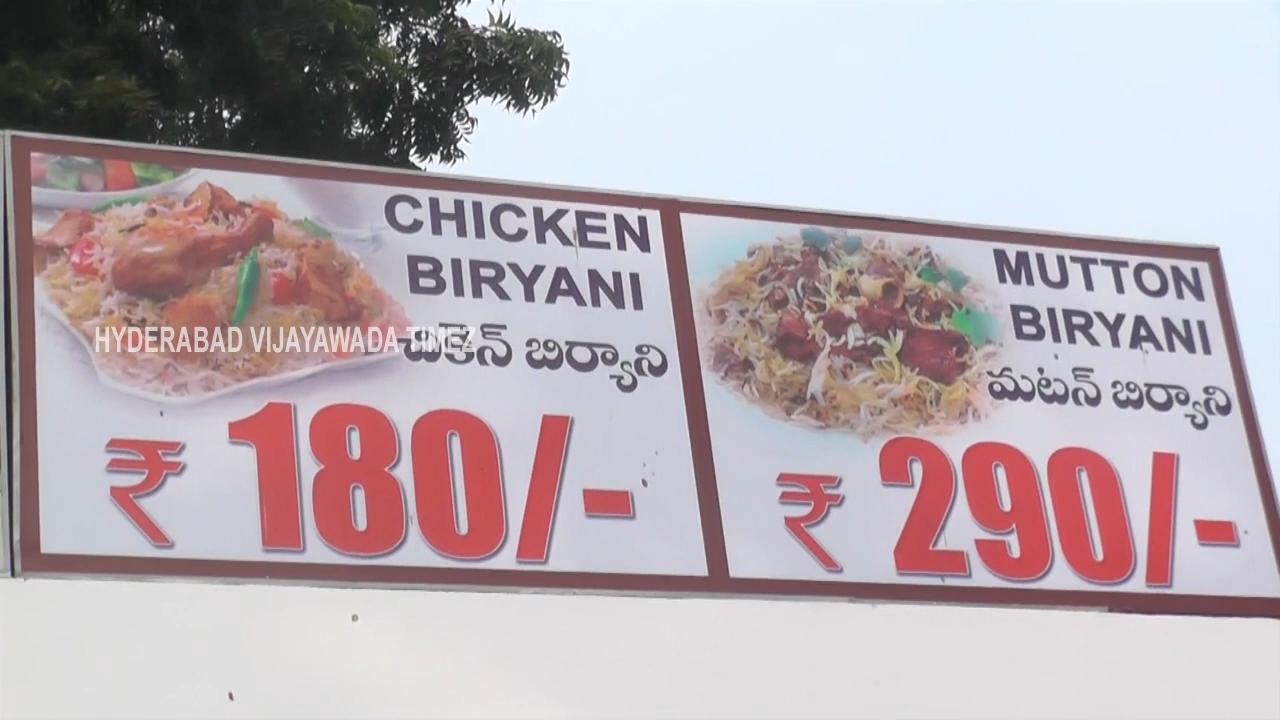 CHICKEN
BIRYANI
చికెన్ బిర్యాని
₹ 180/-
MUTTON
BIRYANI
మటన్ బిర్యాని
₹ 290/-
HYDERABAD VIJAYAWADA TIMEZ